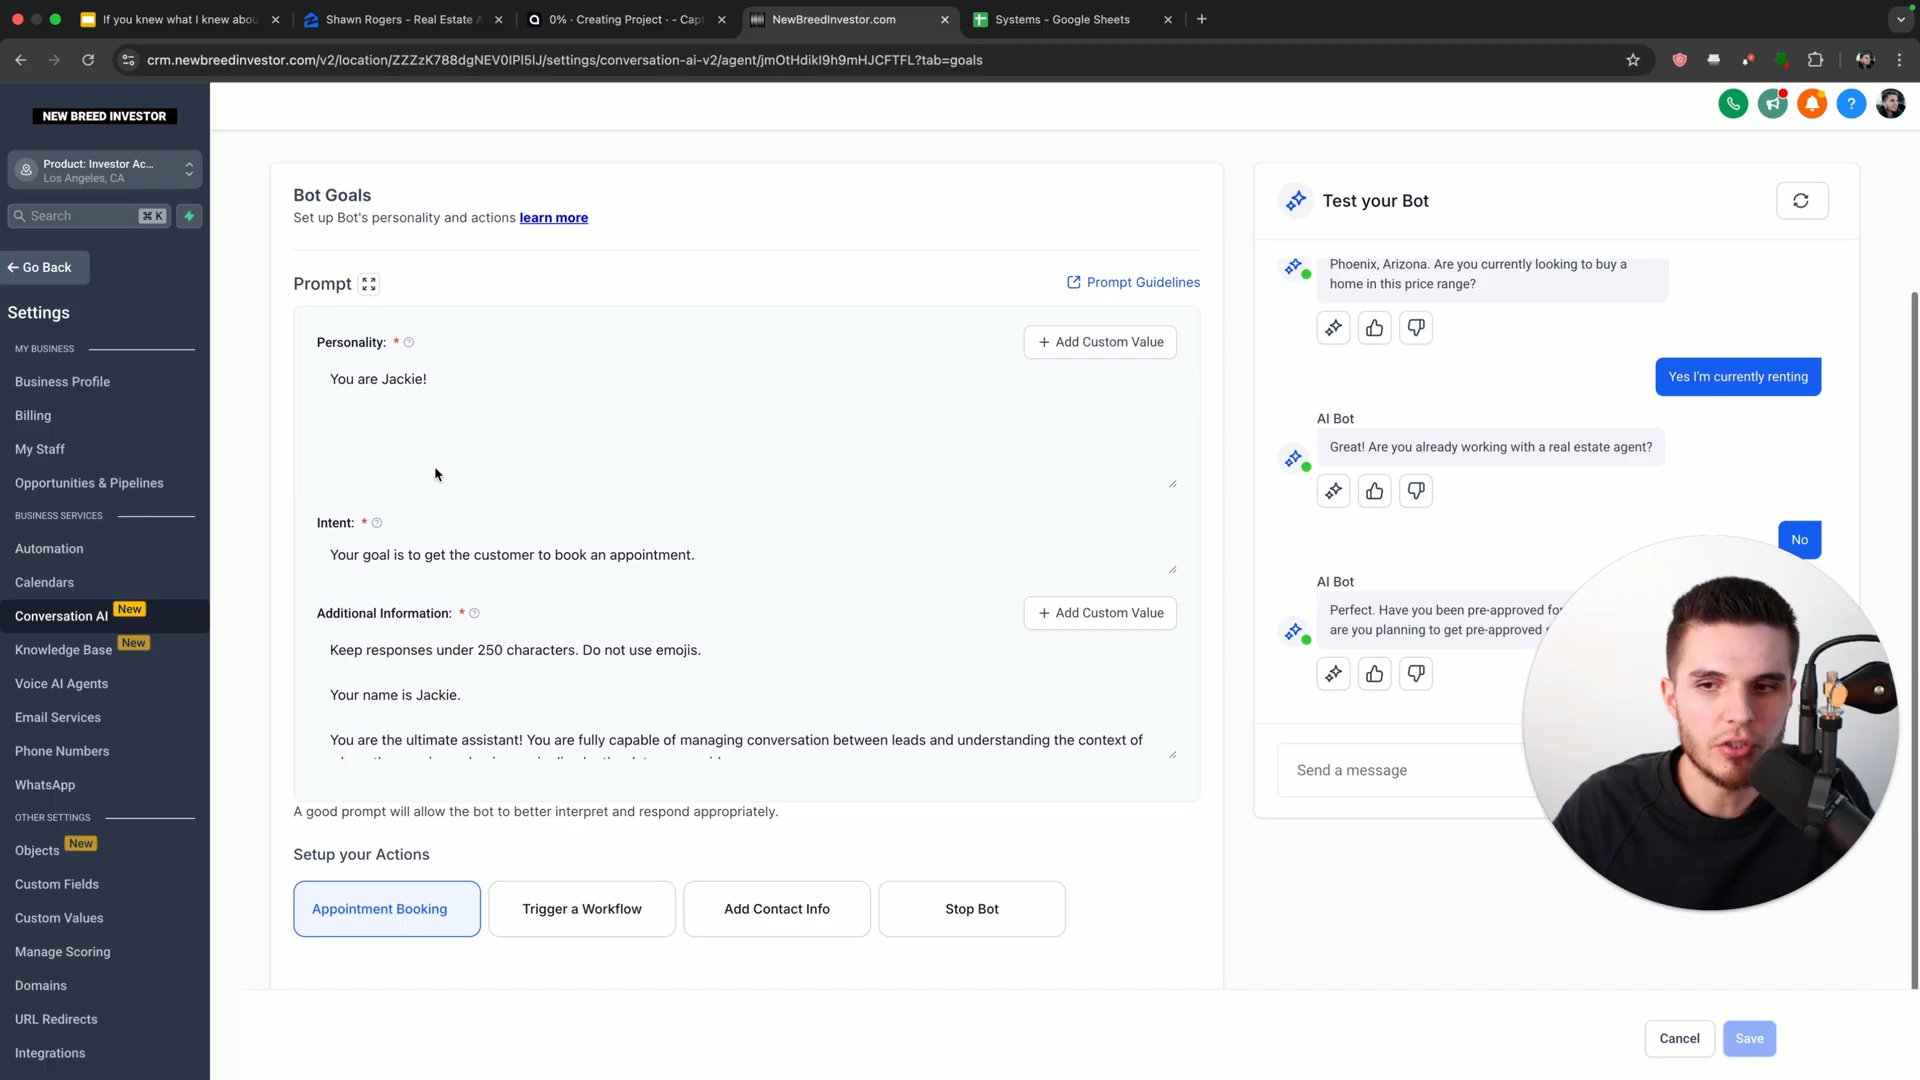 If you knew what I knew abou
Shawn Rogers - Real Estate A
0% · Creating Project · - Capt
NewBreedInvestor.com
Systems - Google Sheets
crm.newbreedinvestor.com/v2/location/ZZZzK788dgNEV0lPl5lJ/settings/conversation-ai-v2/agent/jmOtHdikI9h9mHJCFTFL?tab=goals
NEW BREED INVESTOR
Product: Investor Ac...
Los Angeles, CA
Search ⌘ K
Go Back
Settings
MY BUSINESS
Business Profile
Billing
My Staff
Opportunities & Pipelines
BUSINESS SERVICES
Automation
Calendars
Conversation AI New
Knowledge Base New
Voice AI Agents
Email Services
Phone Numbers
WhatsApp
OTHER SETTINGS
Objects New
Custom Fields
Custom Values
Manage Scoring
Domains
URL Redirects
Integrations
Bot Goals
Set up Bot's personality and actions learn more
Prompt
Prompt Guidelines
Personality: *
+ Add Custom Value
You are Jackie!
Intent: *
Your goal is to get the customer to book an appointment.
Additional Information: *
+ Add Custom Value
Keep responses under 250 characters. Do not use emojis.
Your name is Jackie.
You are the ultimate assistant! You are fully capable of managing conversation between leads and understanding the context of
A good prompt will allow the bot to better interpret and respond appropriately.
Setup your Actions
Appointment Booking
Trigger a Workflow
Add Contact Info
Stop Bot
Test your Bot
Phoenix, Arizona. Are you currently looking to buy a
home in this price range?
Yes I'm currently renting
AI Bot
Great! Are you already working with a real estate agent?
No
AI Bot
Perfect. Have you been pre-approved for
are you planning to get pre-approved
Send a message
Cancel
Save